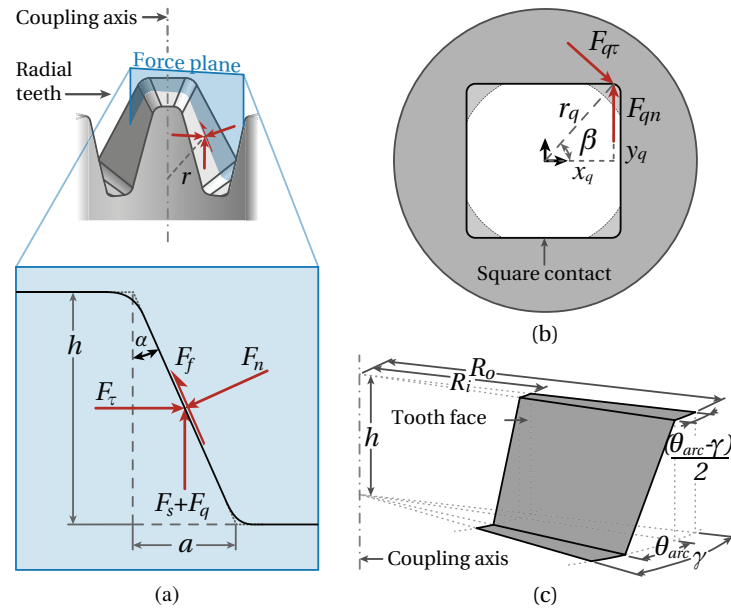 Coupling axis
Force plane
Radial
teeth
r
h
α
F_f
F_n
F_τ
F_s+F_q
a
(a)
F_qτ
F_qn
r_q
β
x_q
y_q
Square contact
(b)
R_o
R_i
Tooth face
h
(θ_arc-γ)
2
θ_arc
γ
Coupling axis
(c)